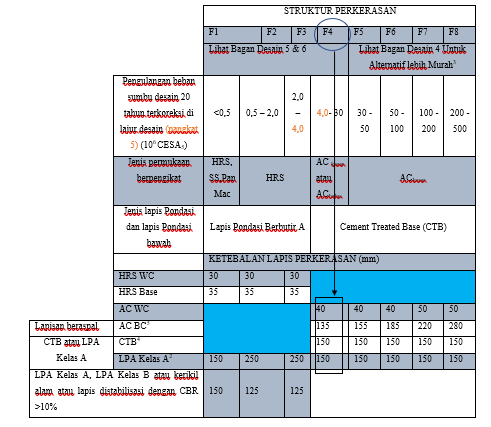 STRUKTUR PERKERASAN
F1 F2 F3 F4 F5 F6 F7 F8
Lihat Bagan Desain 5 & 6 Lihat Bagan Desain 4 Untuk
Alternatif lebih Murah³
Pengulangan beban
sumbu desain 20
tahun terkoreksi di
lajur desain (pangkat
5) (10⁶ CESA₅)
<0,5 0,5 – 2,0 2,0 – 4,0 4,0- 30 30 - 50 50 - 100 100 - 200 200 - 500
Jenis permukaan
berpengikat
HRS,
SS,Pan
Mac
HRS
AC
atau
AC
AC
Jenis lapis Pondasi
dan lapis Pondasi
bawah
Lapis Pondasi Berbutir A Cement Treated Base (CTB)
KETEBALAN LAPIS PERKERASAN (mm)
HRS WC 30 30 30
HRS Base 35 35 35
AC WC 40 40 40 50 50
Lapisan beraspal AC BC⁵ 135 155 185 220 280
CTB atau LPA
Kelas A
CTB⁴ 150 150 150 150 150
LPA Kelas A² 150 250 250 150 150 150 150 150
LPA Kelas A, LPA Kelas B atau kerikil
alam atau lapis distabilisasi dengan CBR
>10%
150 125 125